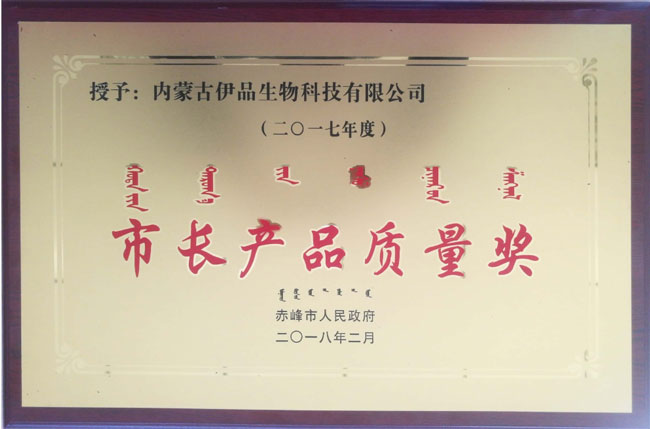 授予：内蒙古伊品生物科技有限公司
（二〇一七年度）
市长产品质量奖
赤峰市人民政府
二〇一八年二月